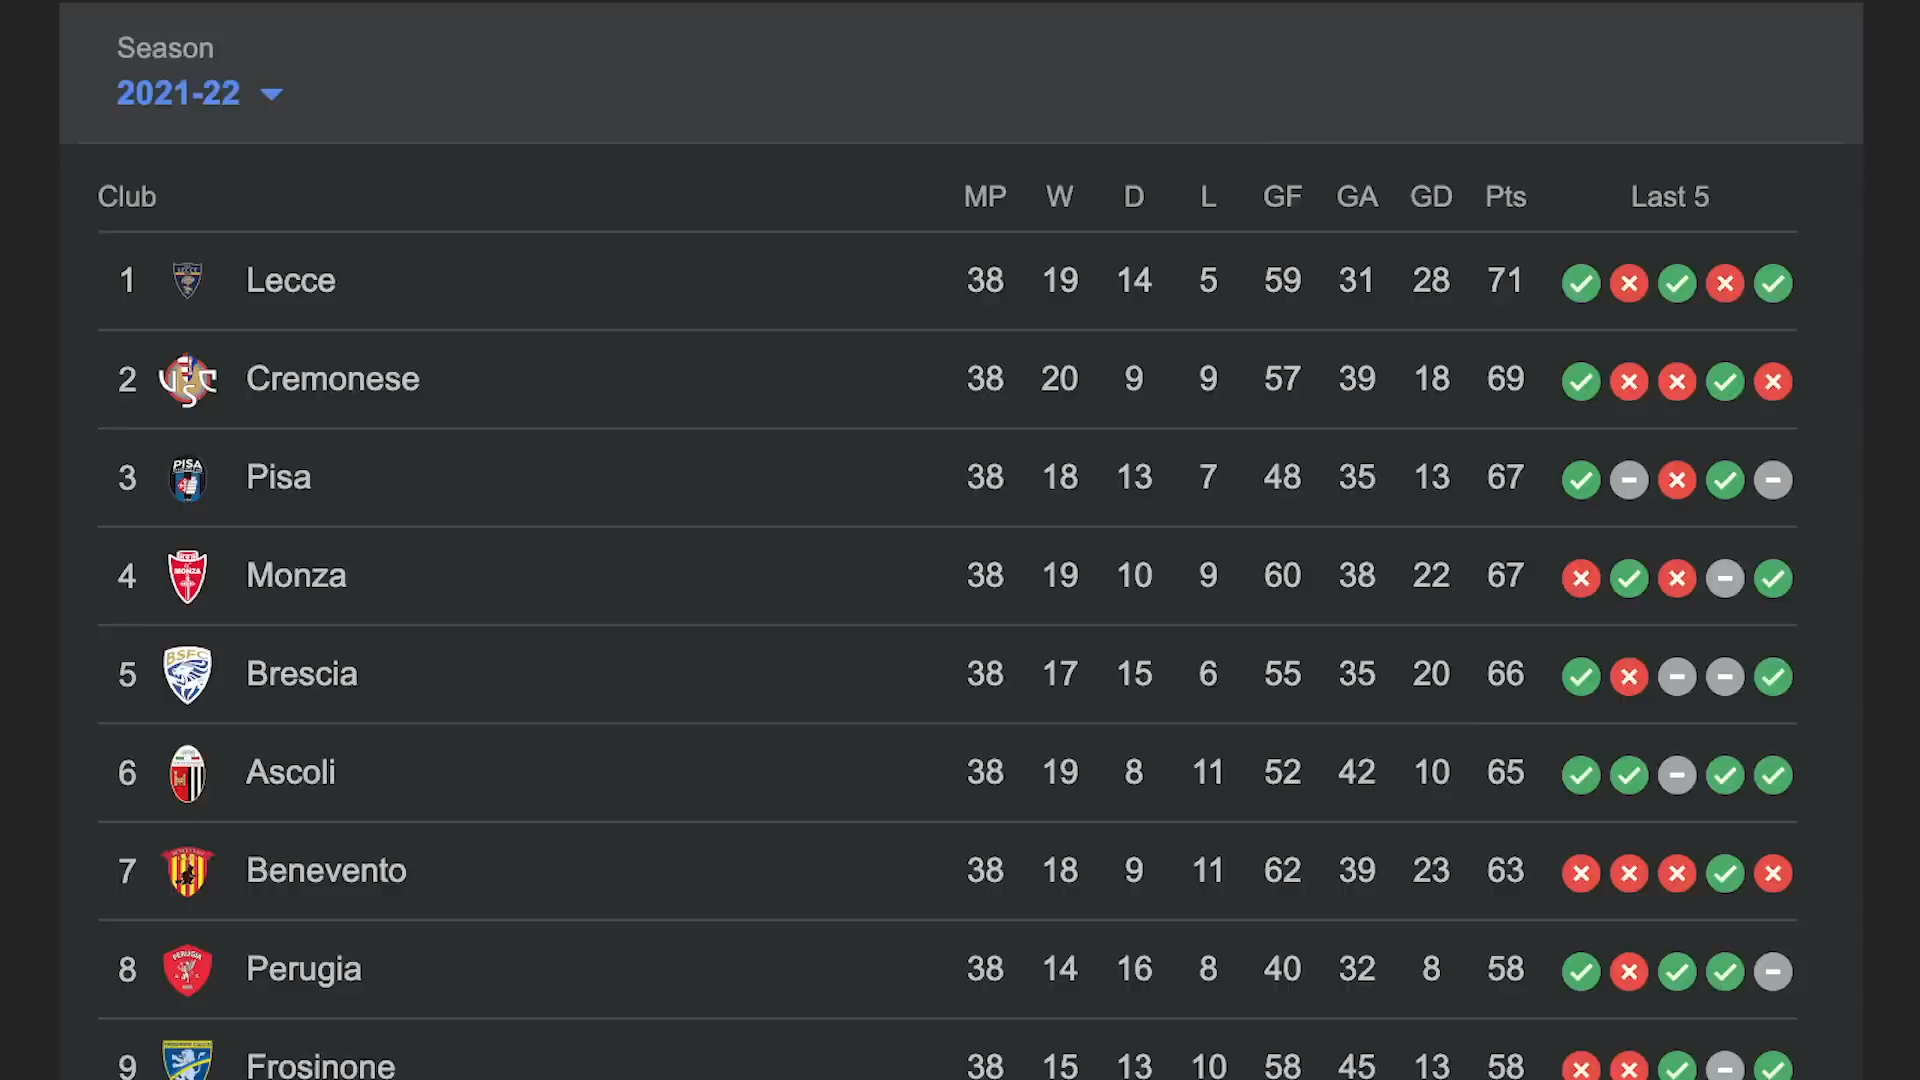 Season
2021-22
Club MP W D L GF GA GD Pts Last 5
1 Lecce 38 19 14 5 59 31 28 71
2 Cremonese 38 20 9 9 57 39 18 69
3 PISA Pisa 38 18 13 7 48 35 13 67
4 MONZA Monza 38 19 10 9 60 38 22 67
5 BSFC Brescia 38 17 15 6 55 35 20 66
6 Ascoli 38 19 8 11 52 42 10 65
7 Benevento 38 18 9 11 62 39 23 63
8 PERUGIA Perugia 38 14 16 8 40 32 8 58
9 Frosinone 38 15 13 10 58 45 13 58